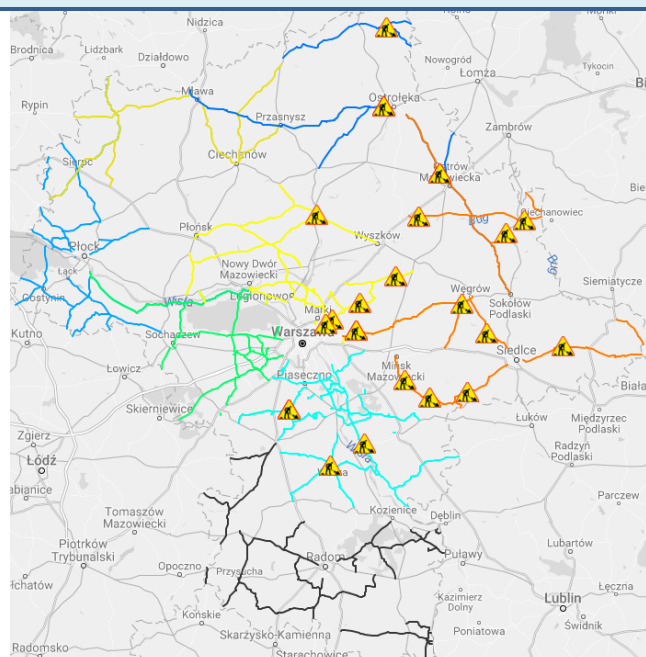 Nidzica
Brodnica
Lidzbark
Działdowo
Nowogród
Łomża
Tykocin
Rypin
Mława
Ostrołęka
Przasnysz
Zambrów
Sierpc
Ciechanów
Mazowiecka
Ciechanowiec
Bug
Płońsk
Wyszków
Płock
Łąck
Nowy Dwór
Mazowiecki
Bug
Siemiatycze
Gostynin
Wisła
Legionowo
Węgrów
Sokołów
Podlaski
Kutno
Sochaczew
Warszawa
Siedlce
Łowicz
Piaseczno
Mińsk
Mazowiecki
Skierniewice
Łuków
Międzyrzec
Podlaski
Zgierz
Łódź
Radzyń
Podlaski
Parczew
Kozienice
Dęblin
Tomaszów
Mazowiecki
Piotrków
Trybunalski
Opoczno
Przysucha
Radom
Puławy
Lubartów
Łęczna
Kazimierz
Dolny
Lublin
Końskie
Świdnik
Poniatowa
Radomsko
Skarżysko-Kamienna
Starachowice